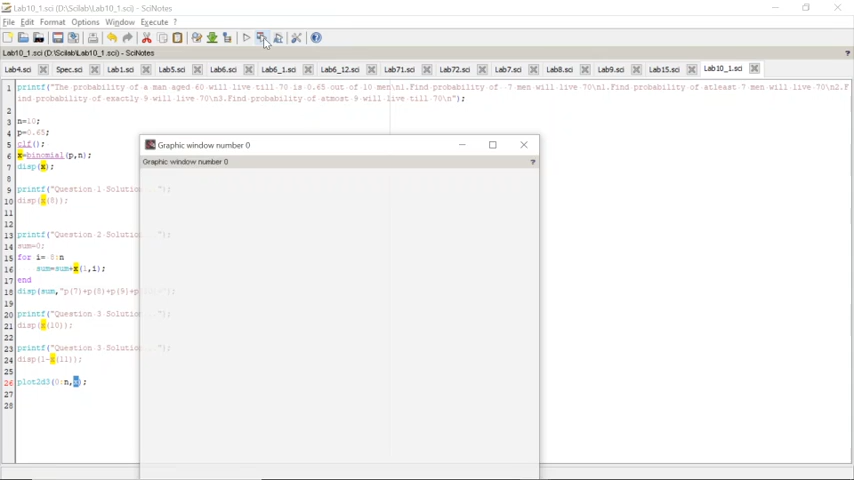 Lab10_1.sci (D:\Scilab\Lab10_1.sci) - SciNotes
File Edit Format Options Window Execute ?
Lab10_1.sci (D:\Scilab\Lab10_1.sci) - SciNotes ?
Lab4.sci Spec.sci Lab1.sci Lab5.sci Lab6.sci Lab6_1.sci Lab6_12.sci Lab71.sci Lab72.sci Lab7.sci Lab8.sci Lab9.sci Lab15.sci Lab10_1.sci
1 printf("The probability of a man aged 60 will live till 70 is 0.65 out of 10 men\n1.Find probability of 7 men will live 70\n1.Find probability of atleast 7 men will live 70\n2.F
ind probability of exactly 9 will live 70\n3.Find probability of atmost 9 will live till 70\n");
2
3 n=10;
4 p=0.65;
5 clf();
6 x=binomial(p,n);
7 disp(x);
8
9 printf("Question 1 Solutio ");
10 disp(x(8));
11
12
13 printf("Question 2 Solutio ");
14 sum=0;
15 for i= 8:n
16 sum=sum+x(1,i);
17 end
18 disp(sum,"p(7)+p(8)+p(9)+p
19
20 printf("Question 3 Solutio ");
21 disp(x(10));
22
23 printf("Question 3 Solutio ");
24 disp(1-x(11));
25
26 plot2d3(0:n,x);
27
28
Graphic window number 0
Graphic window number 0 ?